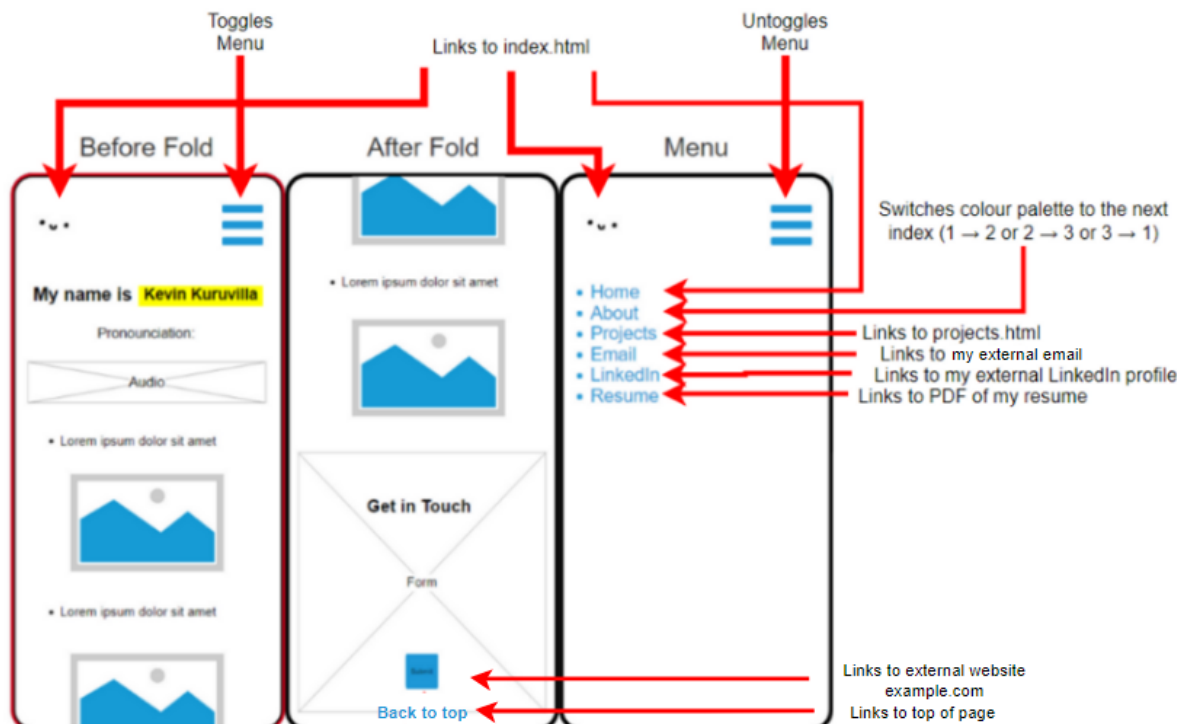 Toggles
Menu
Links to index.html
Untoggles
Menu
Before Fold
After Fold
Menu
Switches colour palette to the next
index (1 → 2 or 2 → 3 or 3 → 1)
My name is Kevin Kuruvilla
Pronounciation:
Audio
• Lorem ipsum dolor sit amet
• Lorem ipsum dolor sit amet
• Lorem ipsum dolor sit amet
Get in Touch
Form
Back to top
• Home
• About
• Projects
• Email
• LinkedIn
• Resume
Links to projects.html
Links to my external email
Links to my external LinkedIn profile
Links to PDF of my resume
Links to external website
example.com
Links to top of page